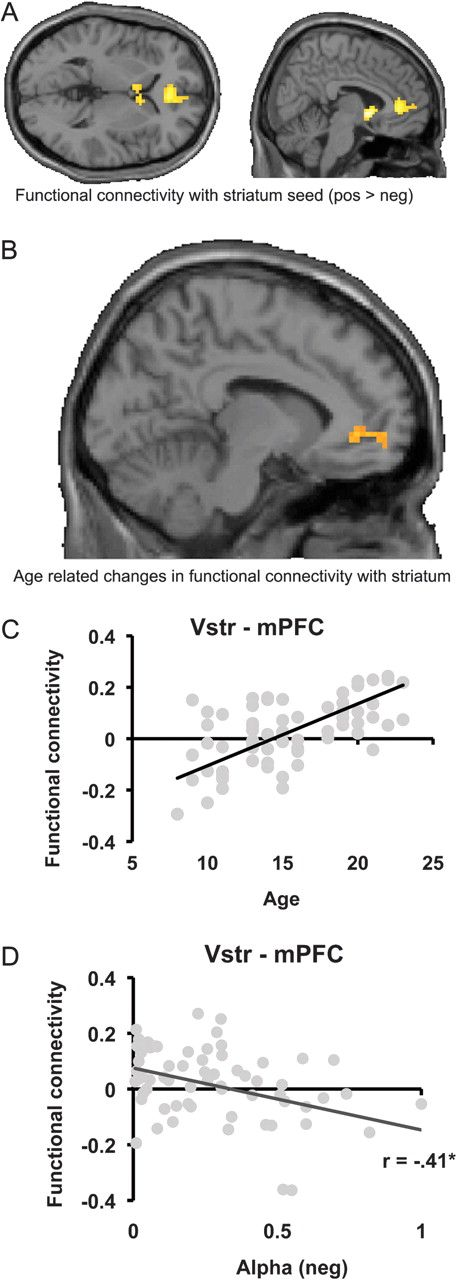 A
Functional connectivity with striatum seed (pos > neg)
B
Age related changes in functional connectivity with striatum
C
Vstr - mPFC
Functional connectivity
0.4
0.2
0
-0.2
-0.4
5
10
15
20
25
Age
D
Vstr - mPFC
Functional connectivity
0.4
0.2
0
-0.2
-0.4
r = -.41*
0
0.5
1
Alpha (neg)